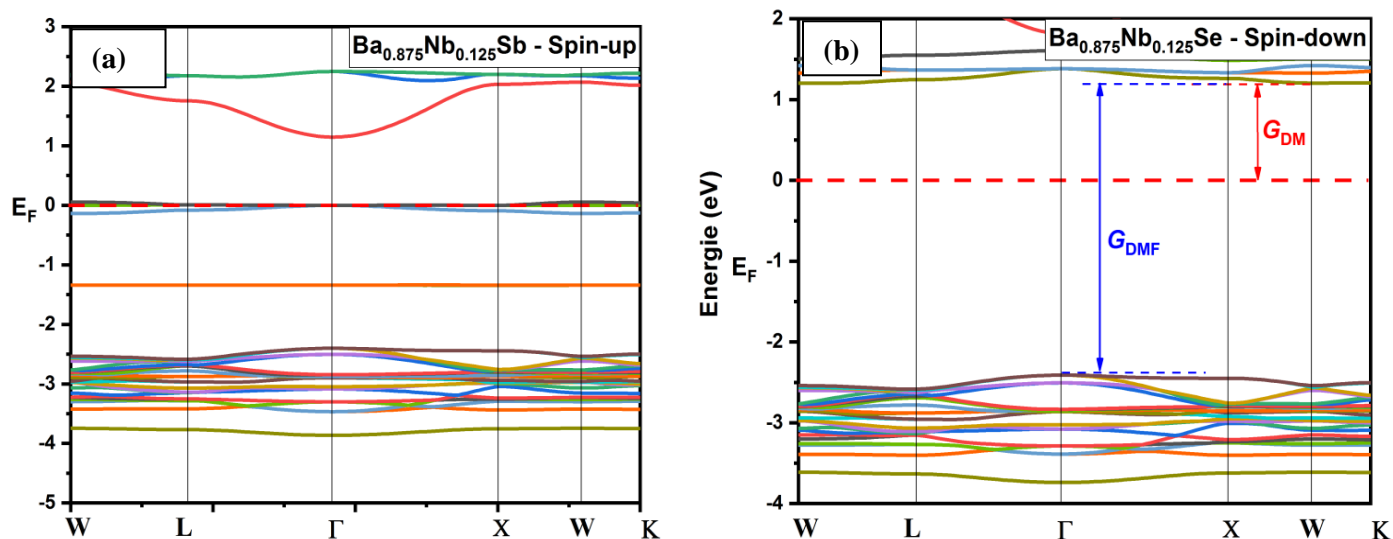 (a)
Ba0.875Nb0.125Sb - Spin-up
3
2
1
0
-1
-2
-3
-4
-5
EF
W L Γ X W K
(b)
Ba0.875Nb0.125Se - Spin-down
2
1
0
-1
-2
-3
-4
Energie (eV)
EF
GDM
GDMF
W L Γ X W K